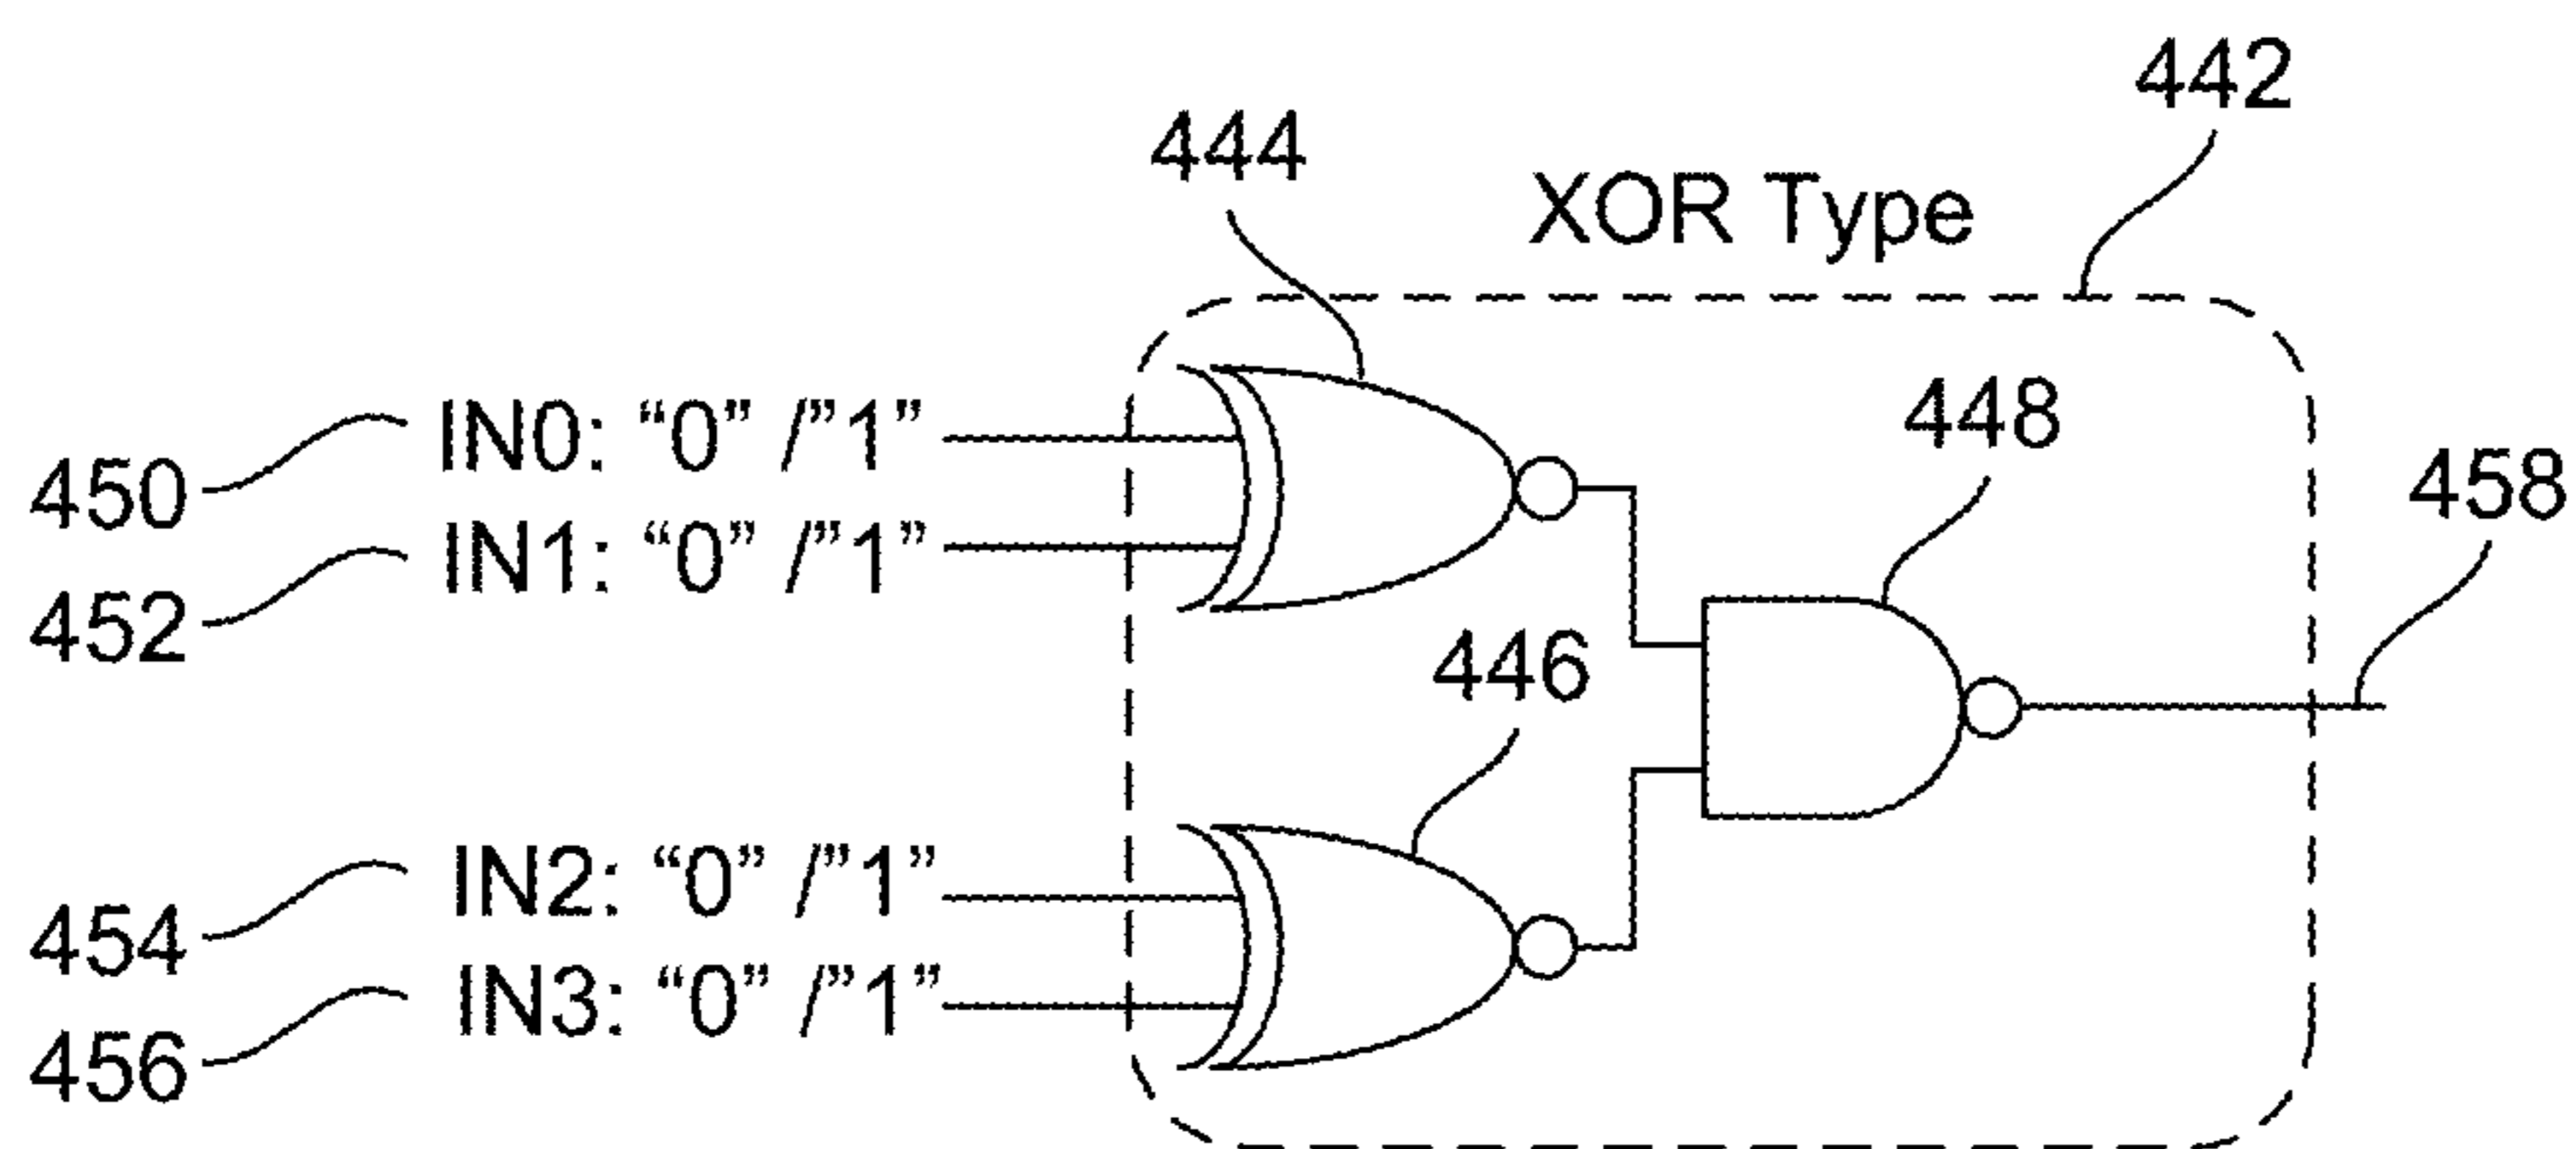 442
444
XOR Type
448
450
IN0: “0” /”1”
458
452
IN1: “0” /”1”
446
454
IN2: “0” /”1”
456
IN3: “0” /”1”